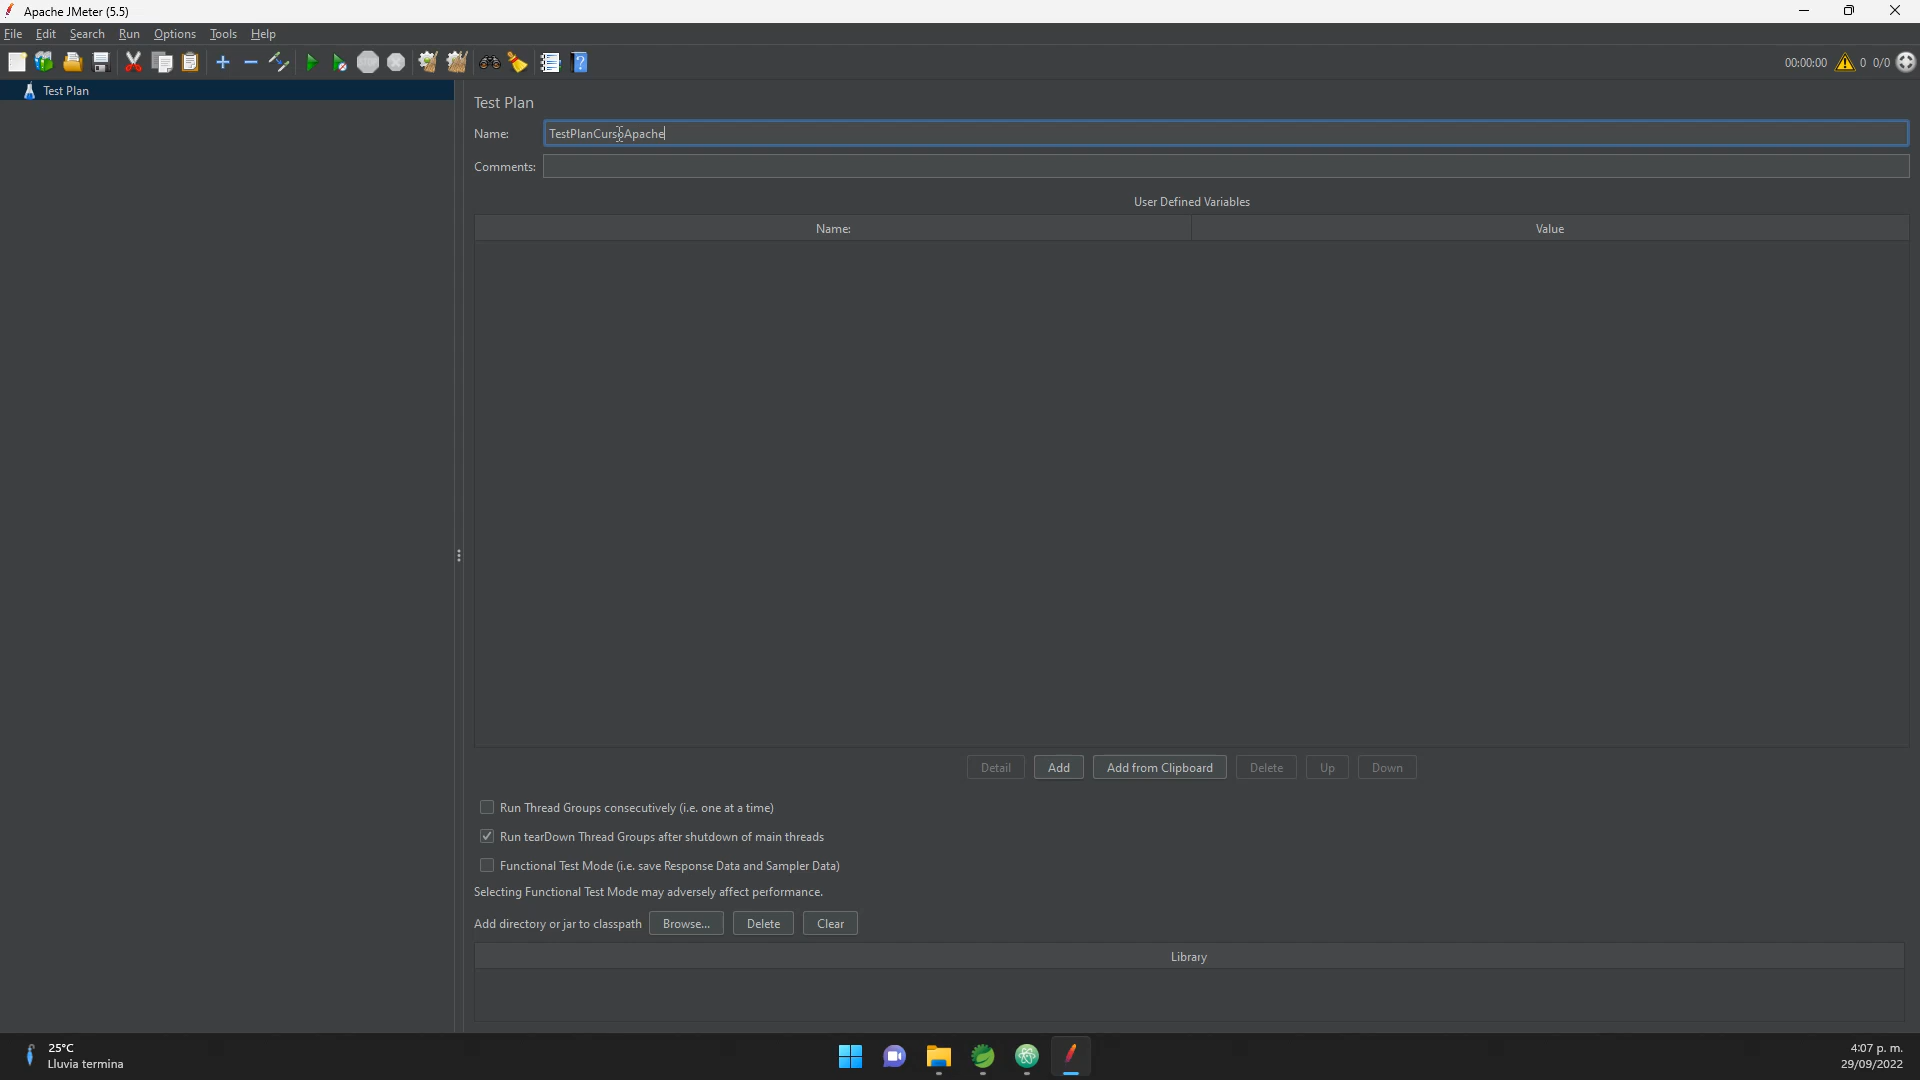 Apache JMeter (5.5)
File Edit Search Run Options Tools Help
00:00:00 0 0/0
Test Plan
Test Plan
Name: TestPlanCursoApache
Comments:
User Defined Variables
Name: Value
Detail Add Add from Clipboard Delete Up Down
Run Thread Groups consecutively (i.e. one at a time)
Run tearDown Thread Groups after shutdown of main threads
Functional Test Mode (i.e. save Response Data and Sampler Data)
Selecting Functional Test Mode may adversely affect performance.
Add directory or jar to classpath Browse... Delete Clear
Library
25°C
Lluvia termina
4:07 p. m.
29/09/2022